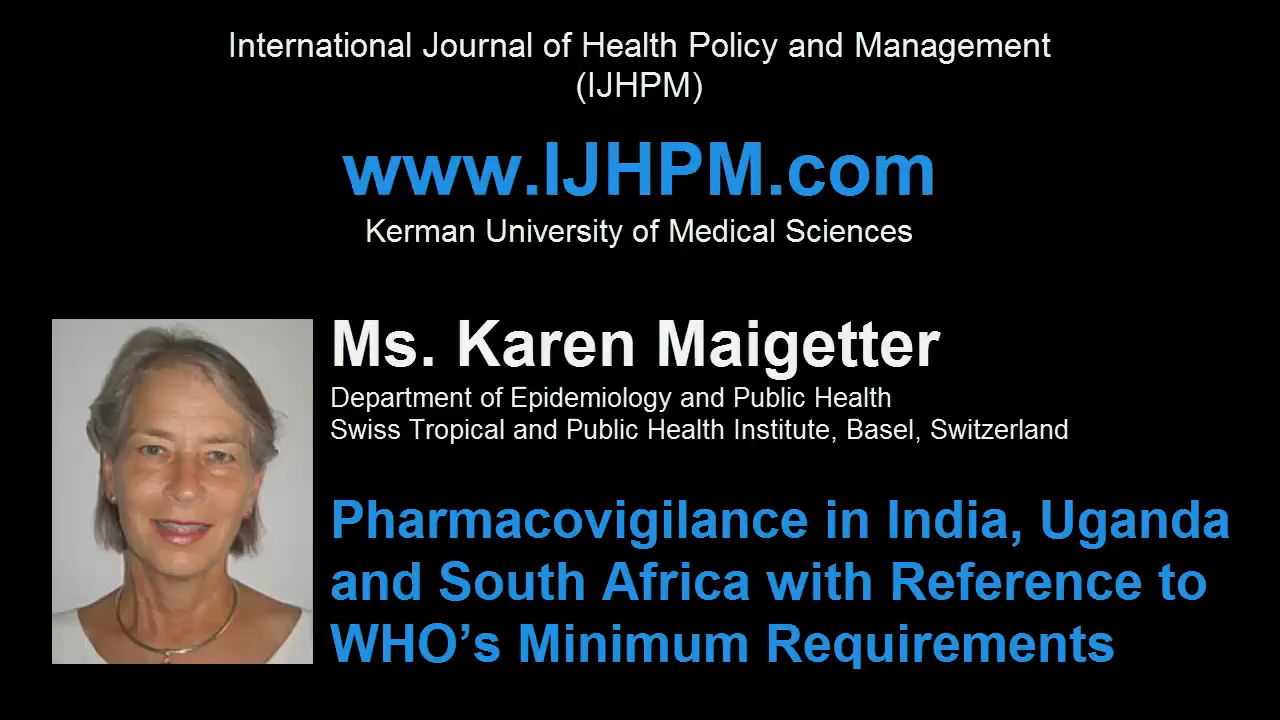 International Journal of Health Policy and Management
(IJHPM)
www.IJHPM.com
Kerman University of Medical Sciences
Ms. Karen Maigetter
Department of Epidemiology and Public Health
Swiss Tropical and Public Health Institute, Basel, Switzerland
Pharmacovigilance in India, Uganda
and South Africa with Reference to
WHO’s Minimum Requirements